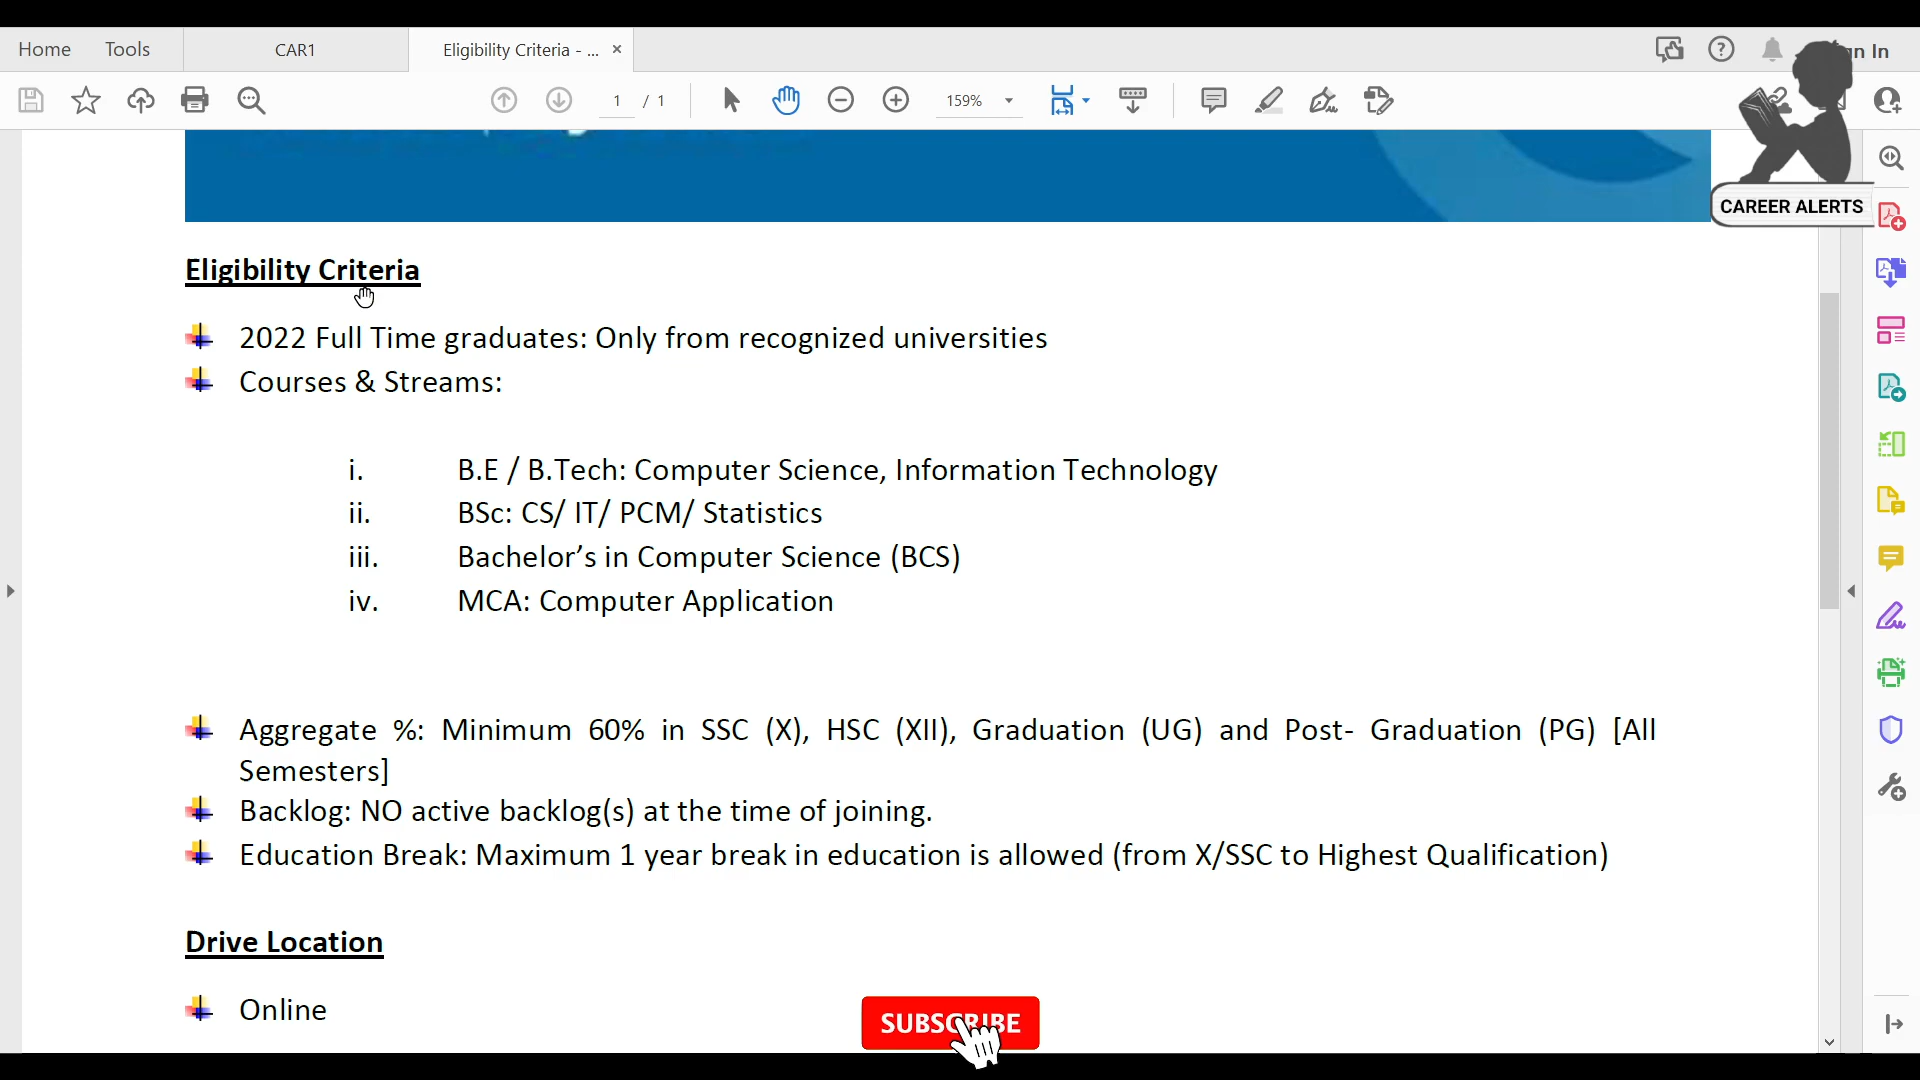 Home Tools CAR1 Eligibility Criteria - ... × ? gn In
1 / 1 159%
CAREER ALERTS
Eligibility Criteria
2022 Full Time graduates: Only from recognized universities
Courses & Streams:
i. B.E / B.Tech: Computer Science, Information Technology
ii. BSc: CS/ IT/ PCM/ Statistics
iii. Bachelor’s in Computer Science (BCS)
iv. MCA: Computer Application
Aggregate %: Minimum 60% in SSC (X), HSC (XII), Graduation (UG) and Post- Graduation (PG) [All
Semesters]
Backlog: NO active backlog(s) at the time of joining.
Education Break: Maximum 1 year break in education is allowed (from X/SSC to Highest Qualification)
Drive Location
Online
SUBSCRIBE